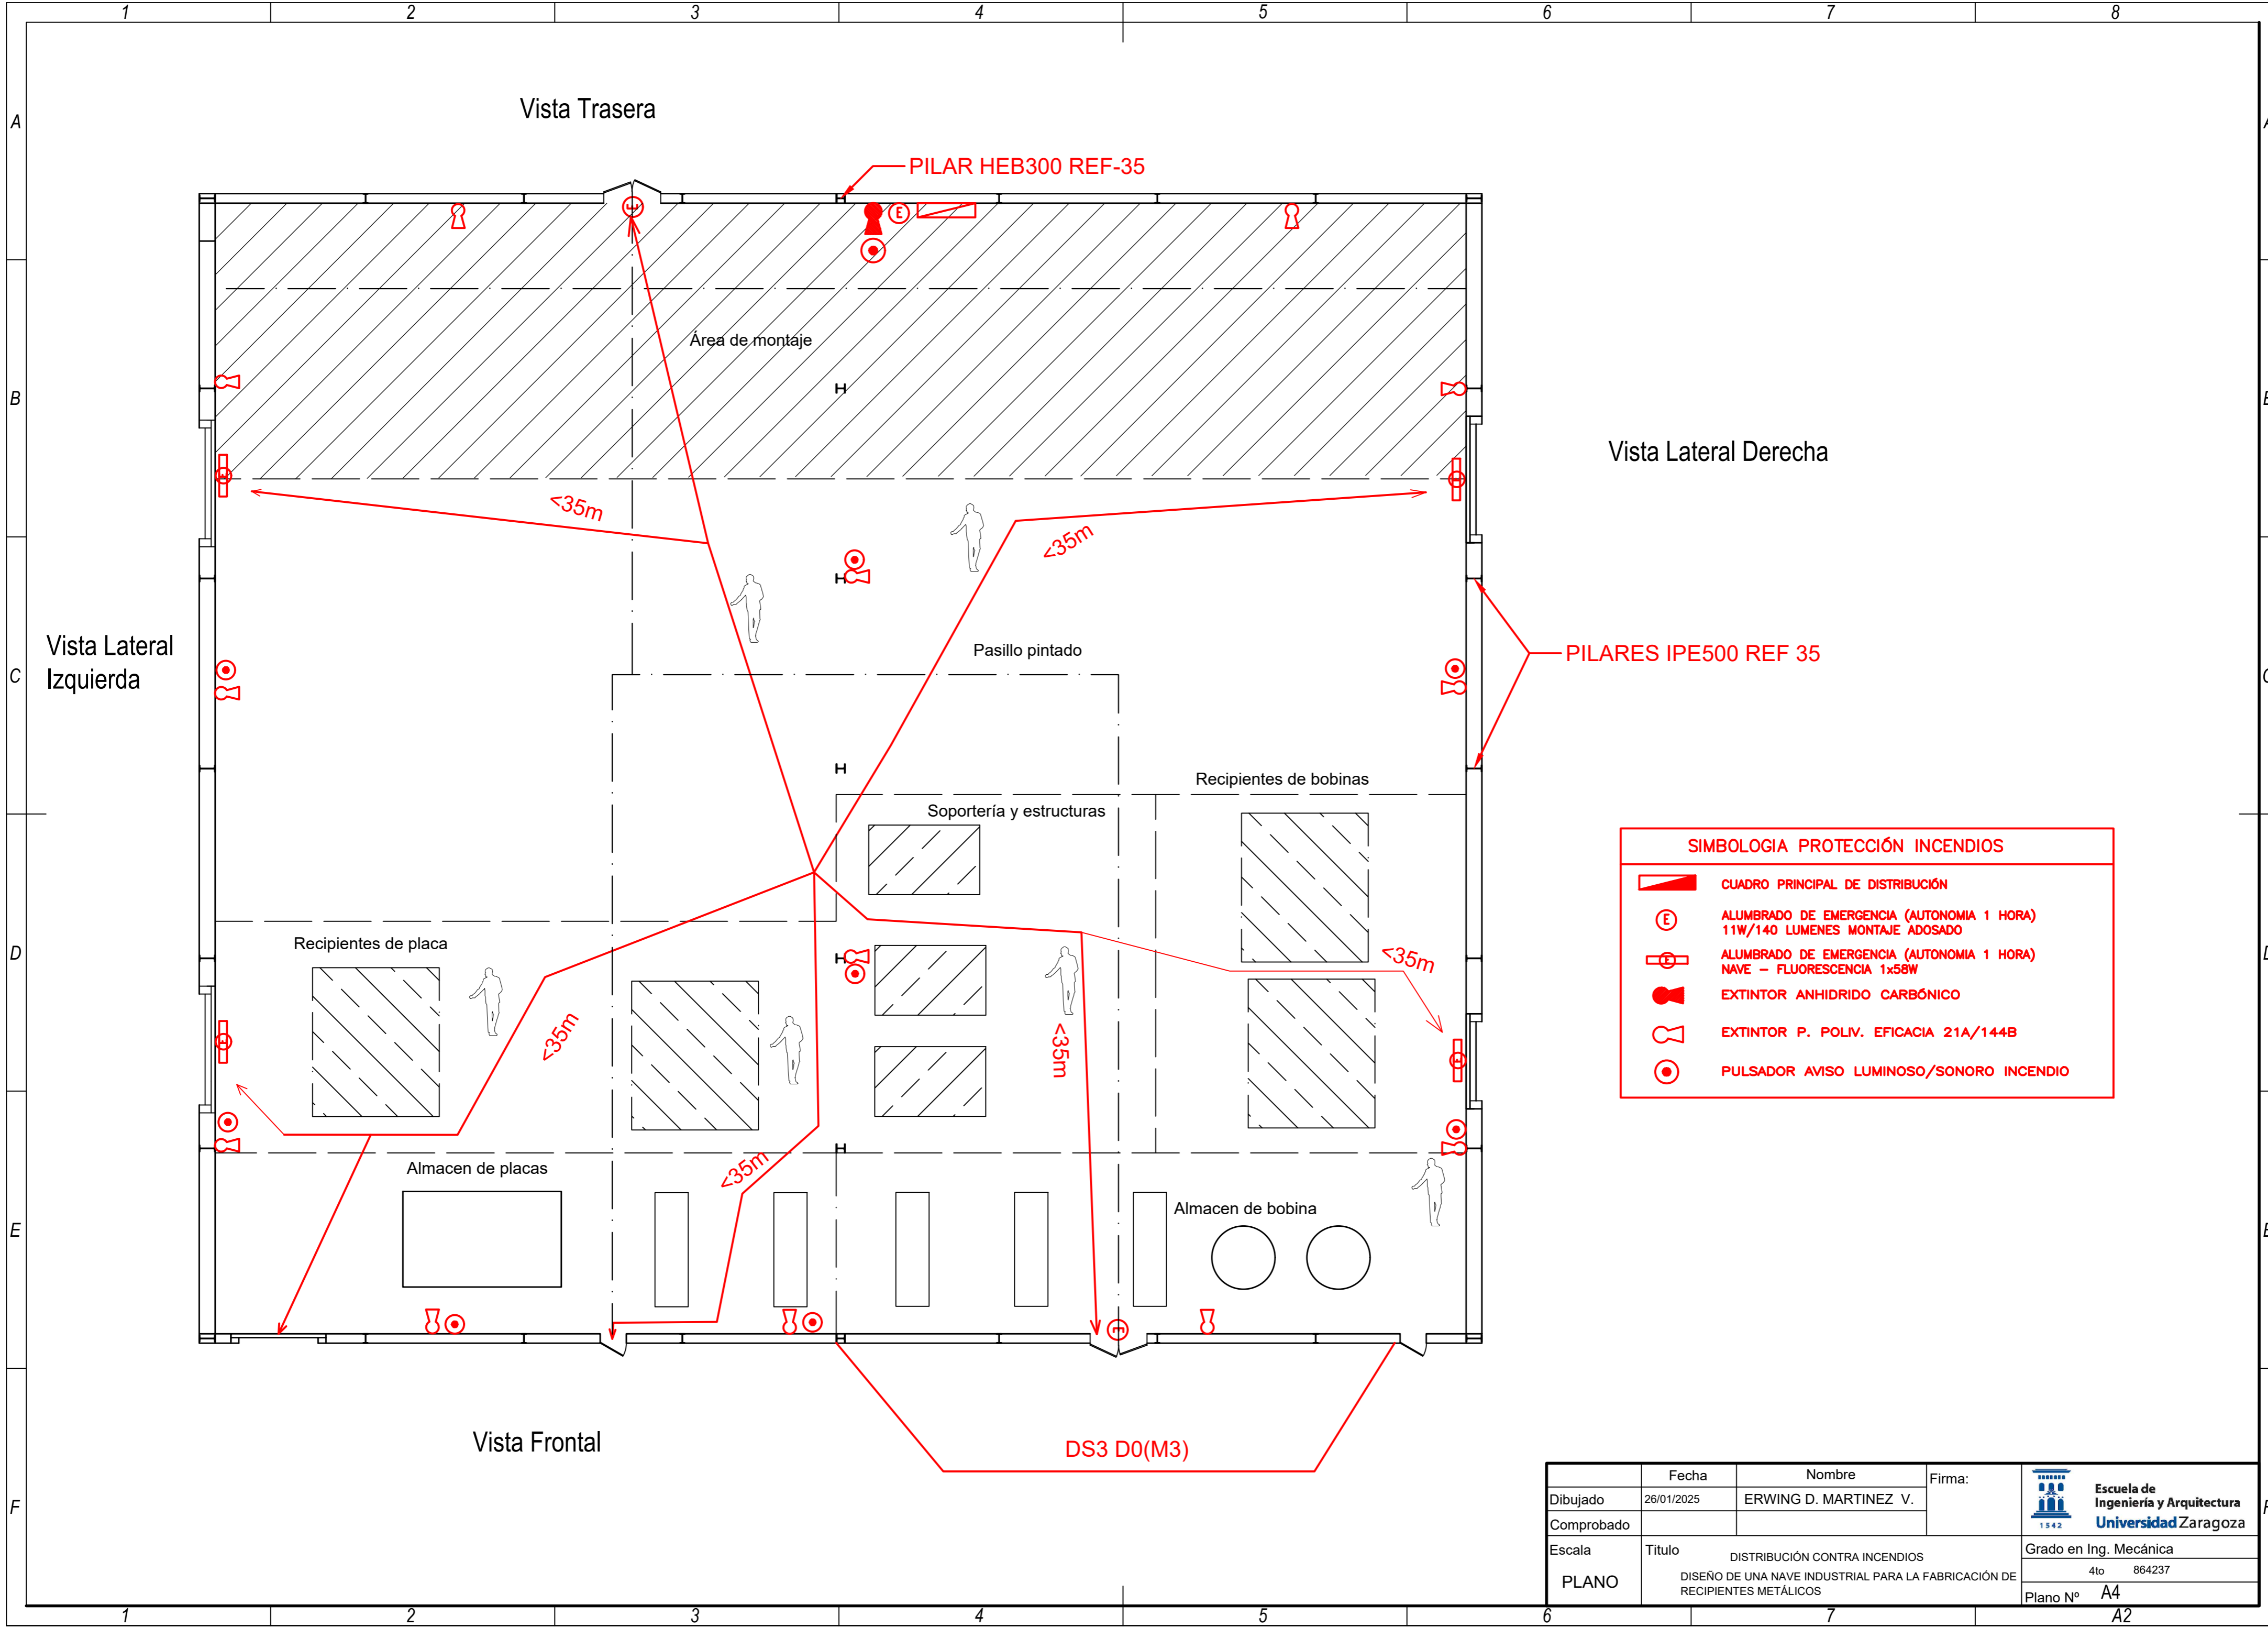 1 2 3 4 5 6 7 8
A
B
C
D
E
F
Vista Trasera
PILAR HEB300 REF-35
E
E
Área de montaje
Vista Lateral Derecha
<35m
<35m
E
E
Pasillo pintado
Vista Lateral
Izquierda
PILARES IPE500 REF 35
Recipientes de bobinas
Soportería y estructuras
Recipientes de placa
<35m
<35m
<35m
E
E
SIMBOLOGIA PROTECCIÓN INCENDIOS
CUADRO PRINCIPAL DE DISTRIBUCIÓN
E
ALUMBRADO DE EMERGENCIA (AUTONOMIA 1 HORA)
11W/140 LUMENES MONTAJE ADOSADO
E
ALUMBRADO DE EMERGENCIA (AUTONOMIA 1 HORA)
NAVE – FLUORESCENCIA 1x58W
EXTINTOR ANHIDRIDO CARBÓNICO
EXTINTOR P. POLIV. EFICACIA 21A/144B
PULSADOR AVISO LUMINOSO/SONORO INCENDIO
Almacen de placas
<35m
Almacen de bobina
E
Vista Frontal
DS3 D0(M3)
Fecha Nombre Firma:
Dibujado 26/01/2025 ERWING D. MARTINEZ V.
Comprobado
Escala
PLANO
Titulo
DISTRIBUCIÓN CONTRA INCENDIOS
DISEÑO DE UNA NAVE INDUSTRIAL PARA LA FABRICACIÓN DE
RECIPIENTES METÁLICOS
1542
Escuela de
Ingeniería y Arquitectura
Universidad Zaragoza
Grado en Ing. Mecánica
4to 864237
Plano Nº A4
1 2 3 4 5 6 7 A2